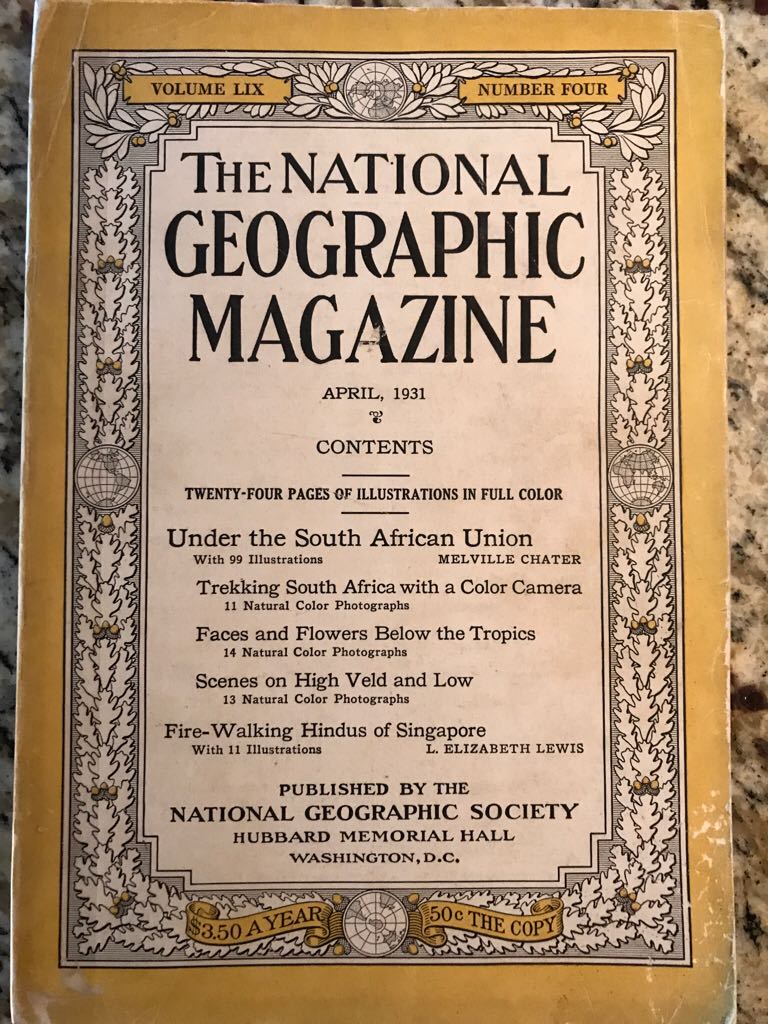 VOLUME LIX
NUMBER FOUR
THE NATIONAL
GEOGRAPHIC
MAGAZINE
APRIL, 1931
CONTENTS
TWENTY-FOUR PAGES OF ILLUSTRATIONS IN FULL COLOR
Under the South African Union
With 99 Illustrations MELVILLE CHATER
Trekking South Africa with a Color Camera
11 Natural Color Photographs
Faces and Flowers Below the Tropics
14 Natural Color Photographs
Scenes on High Veld and Low
13 Natural Color Photographs
Fire-Walking Hindus of Singapore
With 11 Illustrations L. ELIZABETH LEWIS
PUBLISHED BY THE
NATIONAL GEOGRAPHIC SOCIETY
HUBBARD MEMORIAL HALL
WASHINGTON, D.C.
$3.50 A YEAR
50c THE COPY